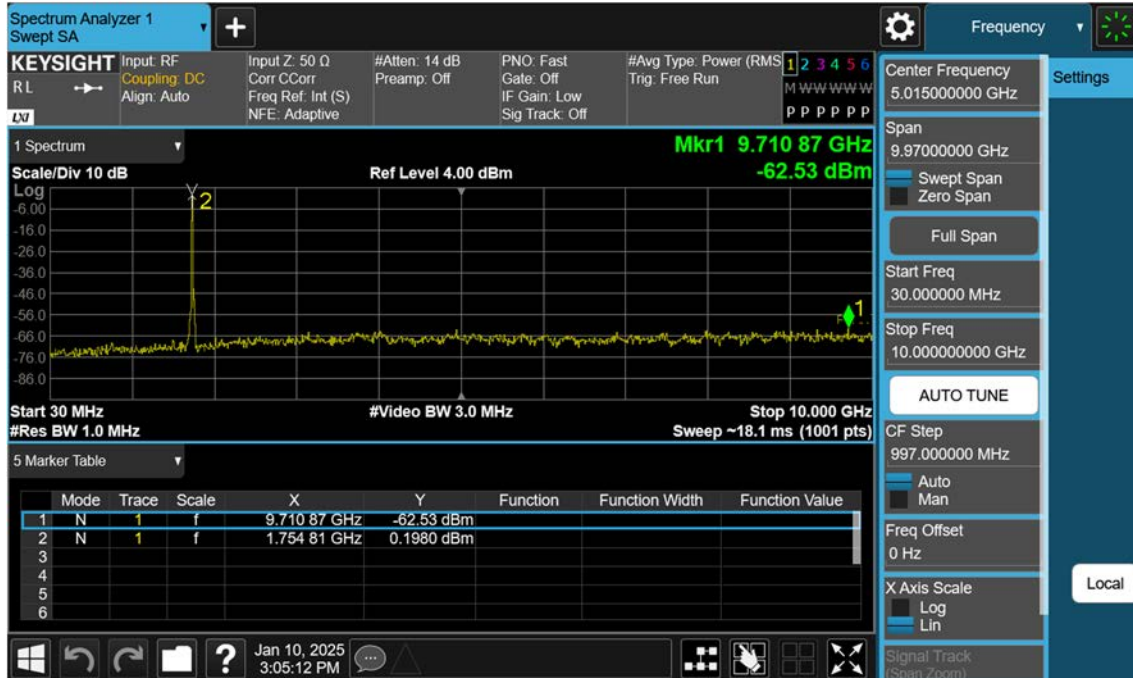 Spectrum Analyzer 1
Swept SA
+
Frequency
KEYSIGHT
R L
LXI
Input: RF
Coupling: DC
Align: Auto
Input Z: 50 Ω
Corr CCorr
Freq Ref: Int (S)
NFE: Adaptive
#Atten: 14 dB
Preamp: Off
PNO: Fast
Gate: Off
IF Gain: Low
Sig Track: Off
#Avg Type: Power (RMS
Trig: Free Run
1 2 3 4 5 6
M W W W W W
P P P P P P
1 Spectrum
Mkr1 9.710 87 GHz
Scale/Div 10 dB
Ref Level 4.00 dBm
-62.53 dBm
Log
-6.00
-16.0
-26.0
-36.0
-46.0
-56.0
-66.0
-76.0
-86.0
2
1
Start 30 MHz
#Video BW 3.0 MHz
Stop 10.000 GHz
#Res BW 1.0 MHz
Sweep ~18.1 ms (1001 pts)
5 Marker Table
Mode Trace Scale X Y Function Function Width Function Value
1 N 1 f 9.710 87 GHz -62.53 dBm
2 N 1 f 1.754 81 GHz 0.1980 dBm
3
4
5
6
?
Jan 10, 2025
3:05:12 PM
Center Frequency
5.015000000 GHz
Span
9.97000000 GHz
Swept Span
Zero Span
Full Span
Start Freq
30.000000 MHz
Stop Freq
10.000000000 GHz
AUTO TUNE
CF Step
997.000000 MHz
Auto
Man
Freq Offset
0 Hz
X Axis Scale
Log
Lin
Signal Track
(Span Zoom)
Settings
Local